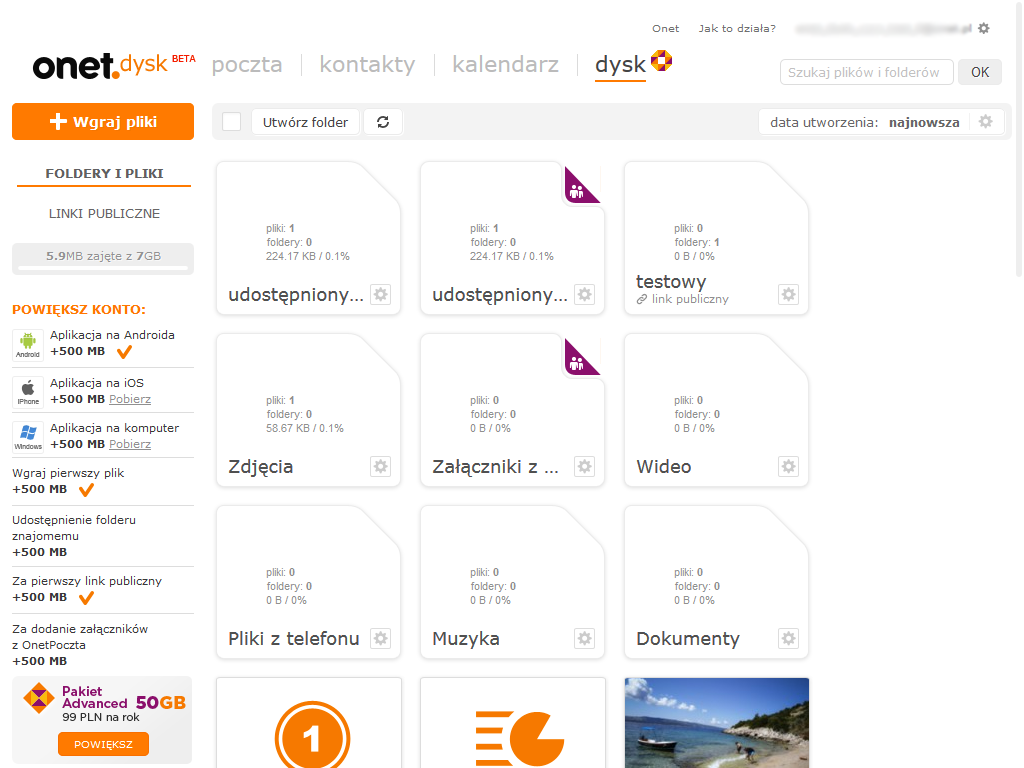 Onet Jak to działa?
onet.dysk BETA
poczta kontakty kalendarz dysk
Szukaj plików i folderów OK
Wgraj pliki
Utwórz folder
data utworzenia: najnowsza
FOLDERY I PLIKI
LINKI PUBLICZNE
5.9MB zajęte z 7GB
POWIĘKSZ KONTO:
Android
Aplikacja na Androida
+500 MB
iPhone
Aplikacja na iOS
+500 MB Pobierz
Windows
Aplikacja na komputer
+500 MB Pobierz
Wgraj pierwszy plik
+500 MB
Udostępnienie folderu
znajomemu
+500 MB
Za pierwszy link publiczny
+500 MB
Za dodanie załączników
z OnetPoczta
+500 MB
Pakiet
Advanced 50GB
99 PLN na rok
POWIĘKSZ
pliki: 1
foldery: 0
224.17 KB / 0.1%
udostępniony...
pliki: 1
foldery: 0
224.17 KB / 0.1%
udostępniony...
pliki: 0
foldery: 1
0 B / 0%
testowy
link publiczny
pliki: 1
foldery: 0
58.67 KB / 0.1%
Zdjęcia
pliki: 0
foldery: 0
0 B / 0%
Załączniki z ...
pliki: 0
foldery: 0
0 B / 0%
Wideo
pliki: 0
foldery: 0
0 B / 0%
Pliki z telefonu
pliki: 0
foldery: 0
0 B / 0%
Muzyka
pliki: 0
foldery: 0
0 B / 0%
Dokumenty
1